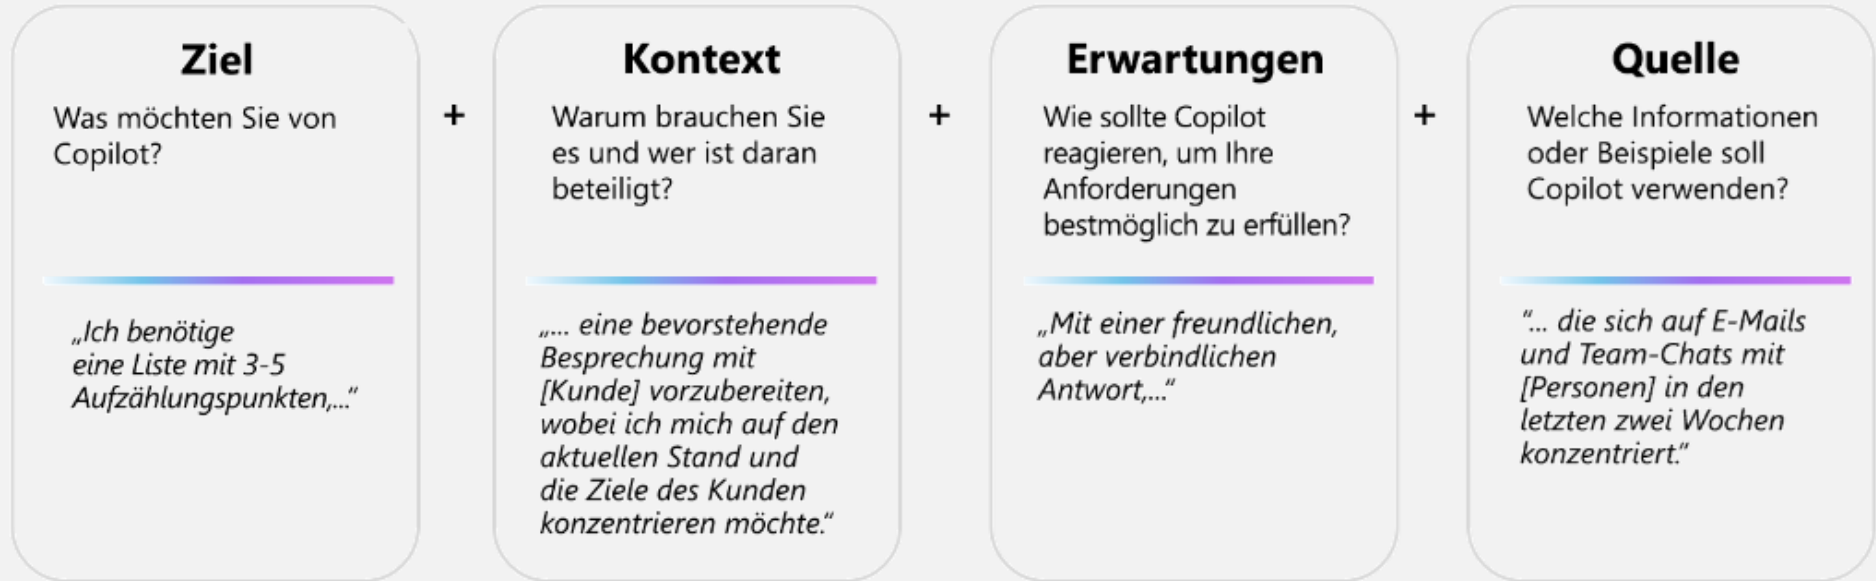 Ziel
Was möchten Sie von
Copilot?
„Ich benötige
eine Liste mit 3-5
Aufzählungspunkten,...“
+
Kontext
Warum brauchen Sie
es und wer ist daran
beteiligt?
„... eine bevorstehende
Besprechung mit
[Kunde] vorzubereiten,
wobei ich mich auf den
aktuellen Stand und
die Ziele des Kunden
konzentrieren möchte.“
+
Erwartungen
Wie sollte Copilot
reagieren, um Ihre
Anforderungen
bestmöglich zu erfüllen?
„Mit einer freundlichen,
aber verbindlichen
Antwort,...“
+
Quelle
Welche Informationen
oder Beispiele soll
Copilot verwenden?
“... die sich auf E-Mails
und Team-Chats mit
[Personen] in den
letzten zwei Wochen
konzentriert.“